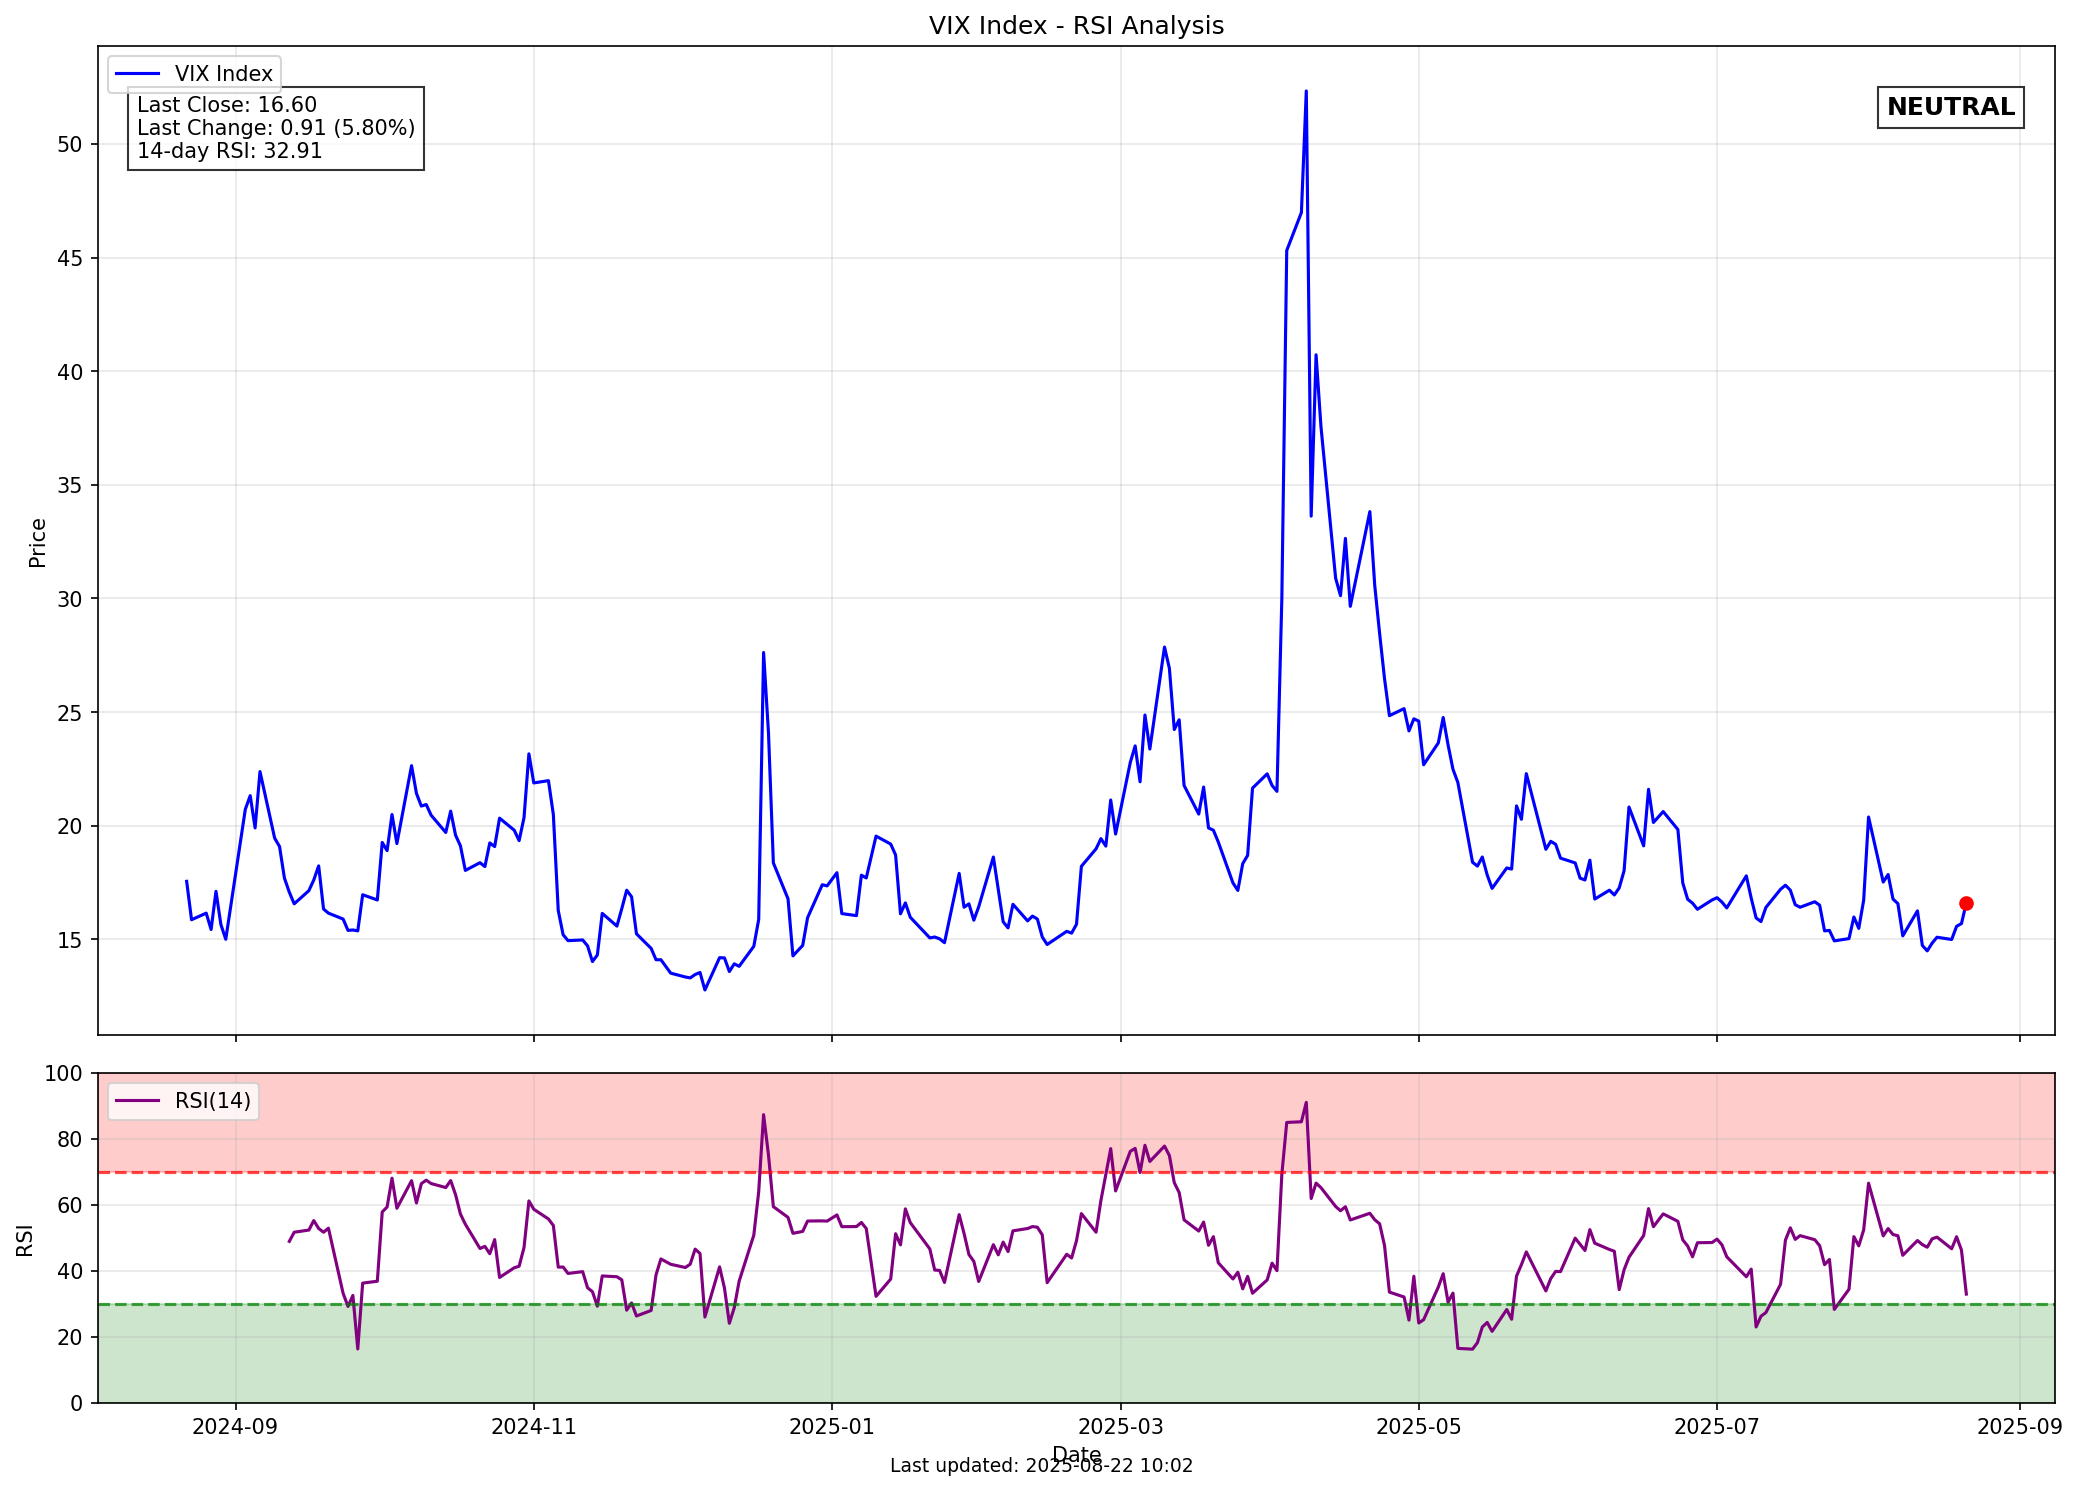 VIX Index - RSI Analysis
VIX Index
Last Close: 16.60
Last Change: 0.91 (5.80%)
14-day RSI: 32.91
NEUTRAL
50
45
40
35
30
25
20
15
Price
RSI(14)
100
80
60
40
20
0
RSI
2024-09 2024-11 2025-01 2025-03 2025-05 2025-07 2025-09
Date
Last updated: 2025-08-22 10:02